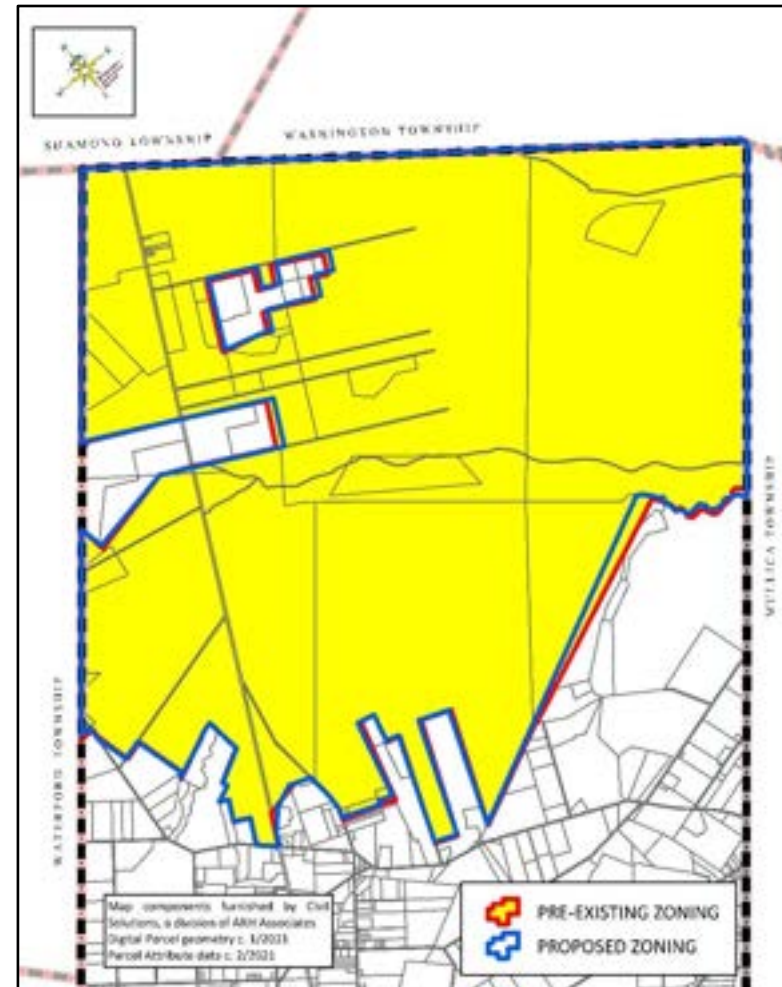 SHAMONG TOWNSHIP
WASHINGTON TOWNSHIP
MULLICA TOWNSHIP
WATERFORD TOWNSHIP
Map components furnished by Civil
Solutions, a division of ARH Associates
Digital Parcel geometry c. 1/2021
Parcel Attribute data c. 2/2021
PRE-EXISTING ZONING
PROPOSED ZONING